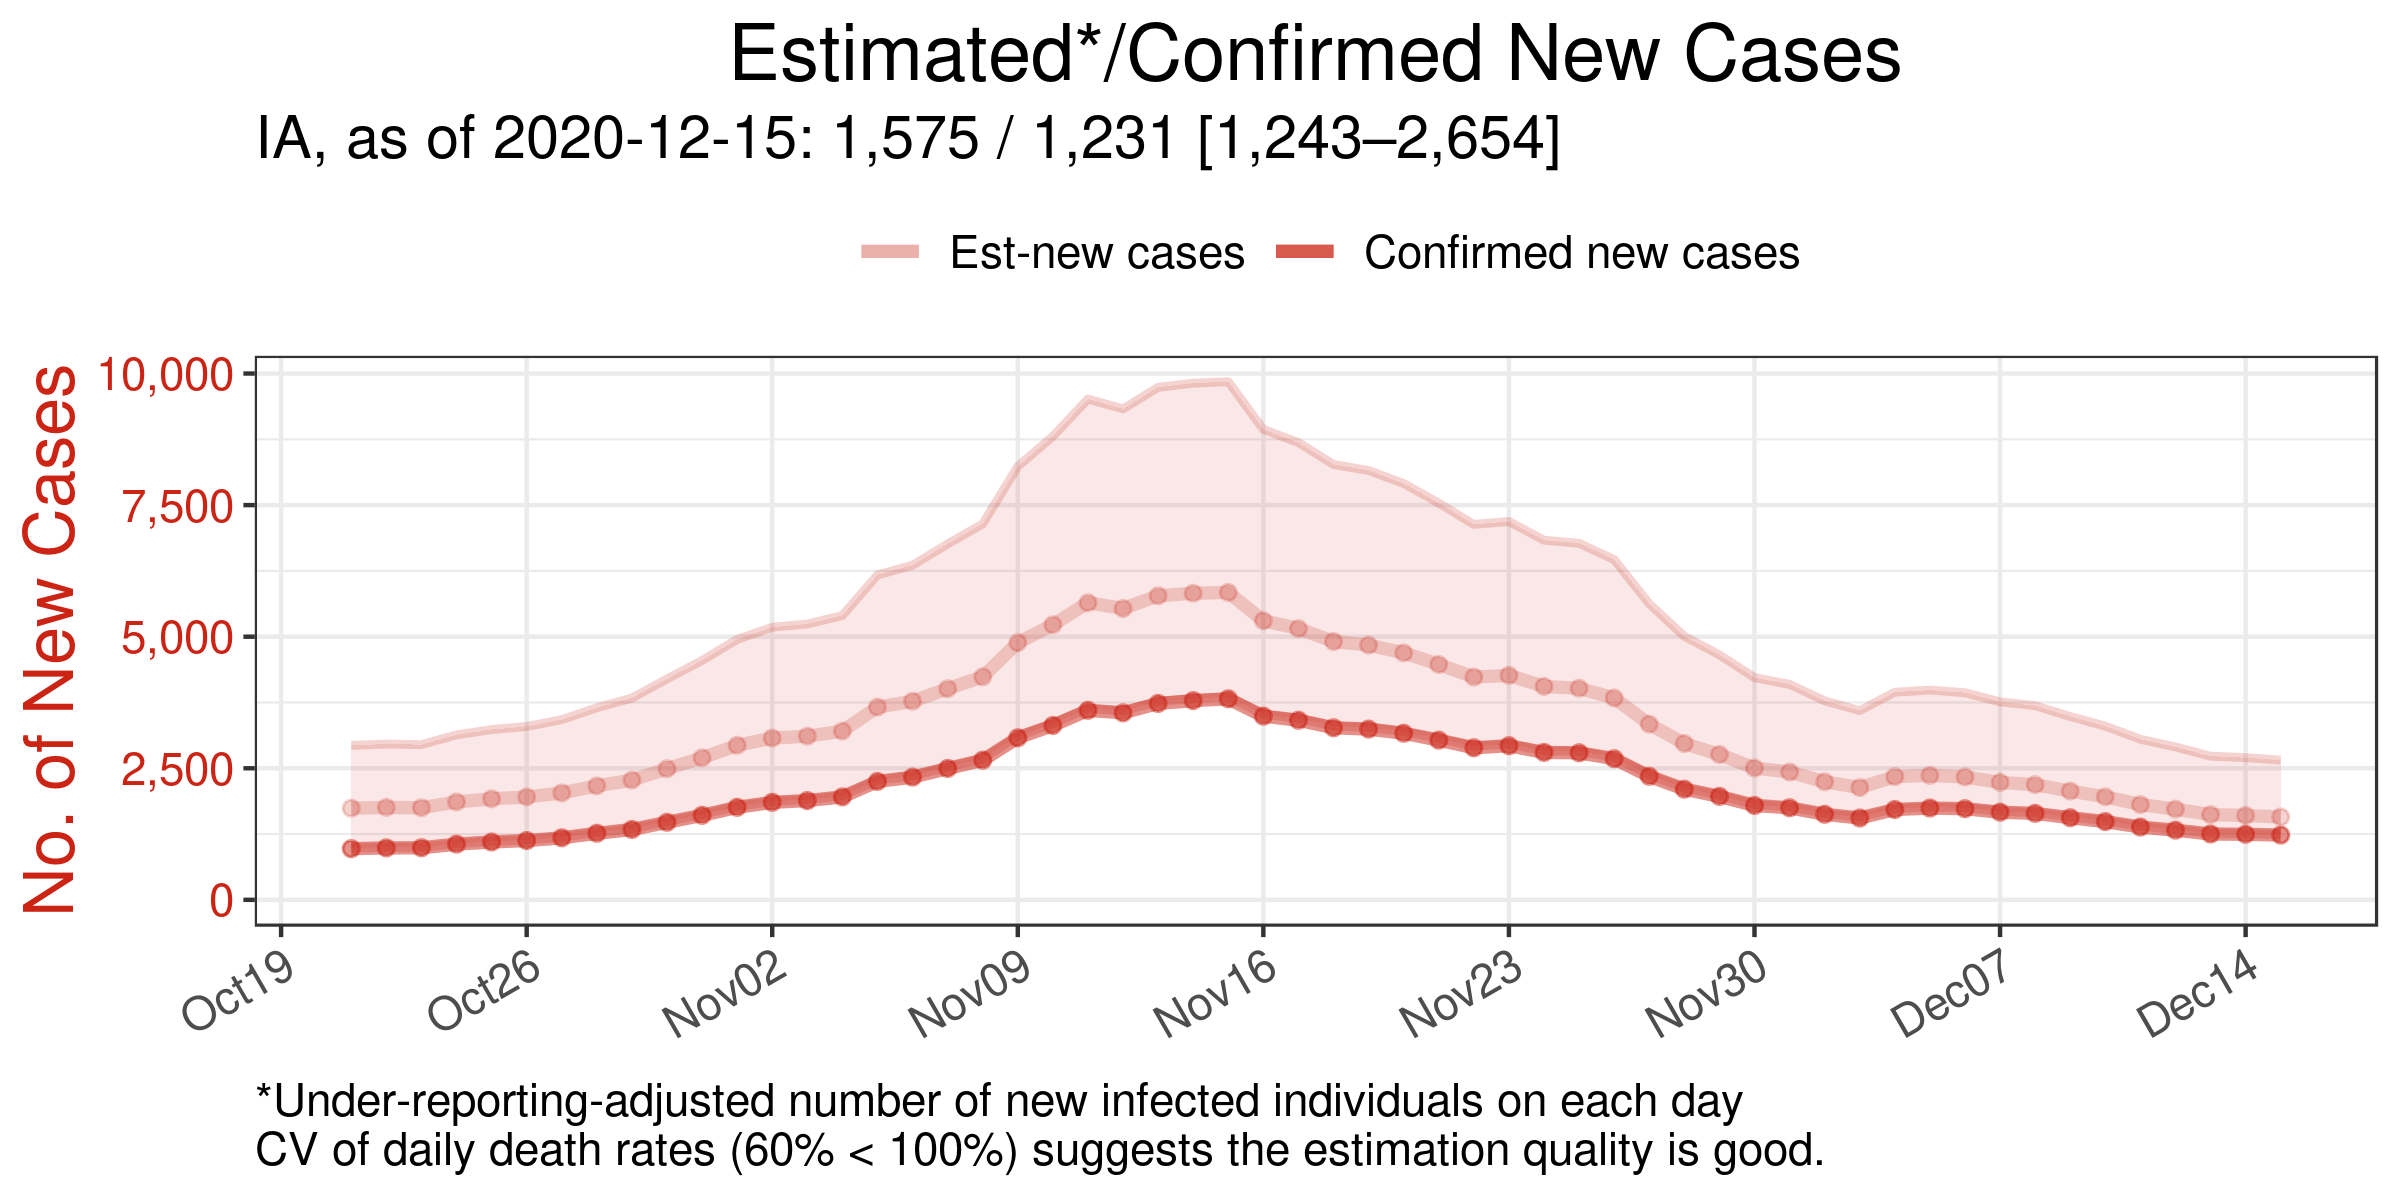 Estimated*/Confirmed New Cases
IA, as of 2020-12-15: 1,575 / 1,231 [1,243–2,654]
Est-new cases
Confirmed new cases
No. of New Cases
10,000
7,500
5,000
2,500
0
Oct19
Oct26
Nov02
Nov09
Nov16
Nov23
Nov30
Dec07
Dec14
*Under-reporting-adjusted number of new infected individuals on each day
CV of daily death rates (60% < 100%) suggests the estimation quality is good.